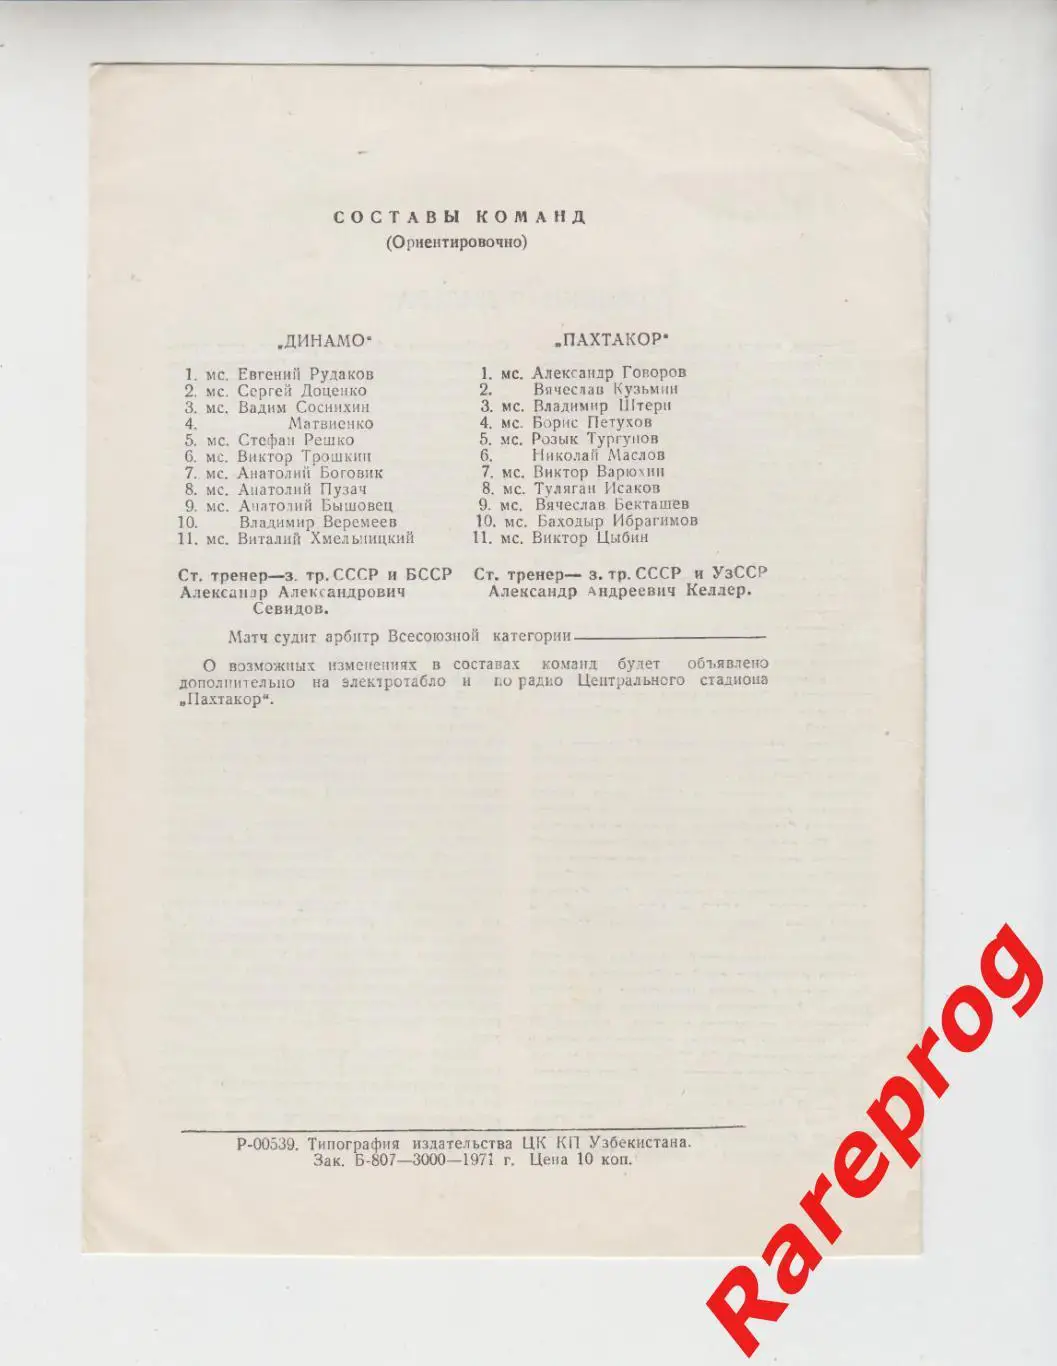 СОСТАВЫ КОМАНД
(Ориентировочно)
„ДИНАМО“
1. мс. Евгений Рудаков
2. мс. Сергей Доценко
3. мс. Вадим Соснихин
4. Матвиенко
5. мс. Стефан Решко
6. мс. Виктор Трошкин
7. мс. Анатолий Боговик
8. мс. Анатолий Пузач
9. мс. Анатолий Бышовец
10. Владимир Веремеев
11. мс. Виталий Хмельницкий
Ст. тренер—з. тр. СССР и БССР
Александр Александрович
Севидов.
„ПАХТАКОР“
1. мс. Александр Говоров
2. Вячеслав Кузьмин
3. мс. Владимир Штерн
4. мс. Борис Петухов
5. мс. Розык Тургунов
6. Николай Маслов
7. мс. Виктор Варюхин
8. мс. Туляган Исаков
9. мс. Вячеслав Бекташев
10. мс. Баходыр Ибрагимов
11. мс. Виктор Цыбин
Ст. тренер— з. тр. СССР и УзССР
Александр Андреевич Келлер.
Матч судит арбитр Всесоюзной категории
О возможных изменениях в составах команд будет объявлено
дополнительно на электротабло и по радио Центрального стадиона
„Пахтакор“.
Р-00539. Типография издательства ЦК КП Узбекистана.
Зак. Б-807—3000—1971 г. Цена 10 коп.
Rareprog